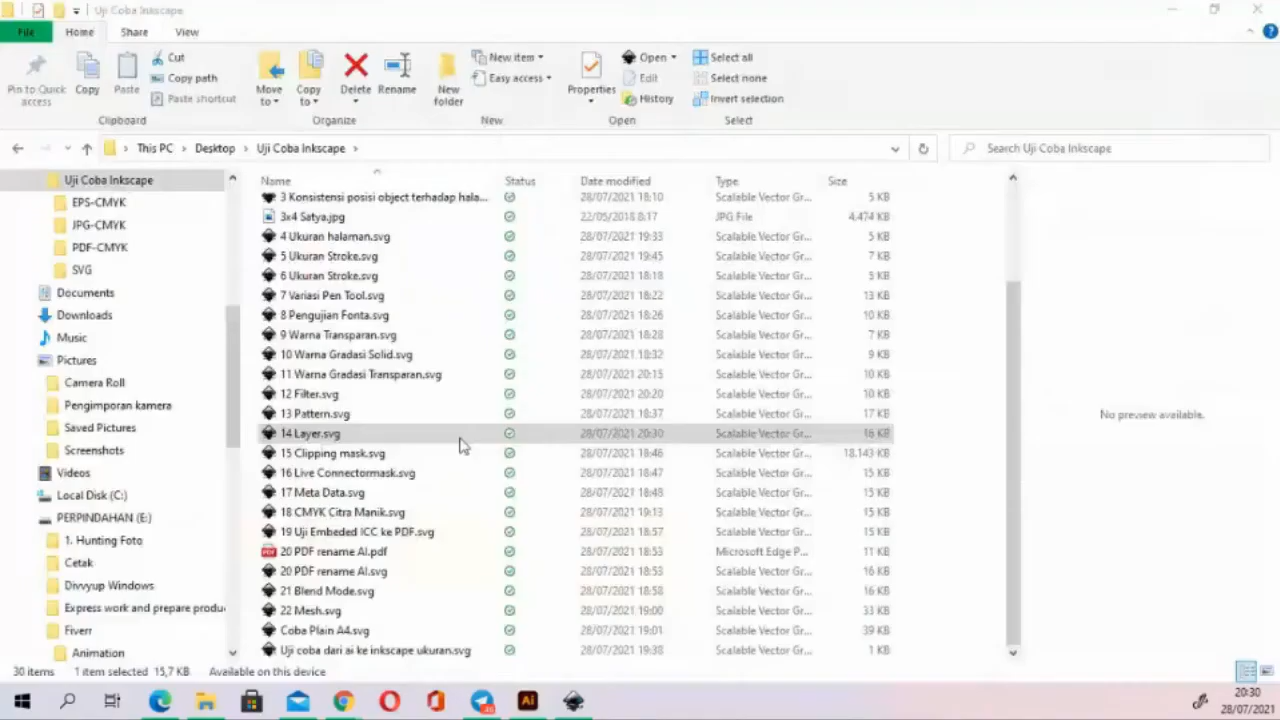 Uji Coba Inkscape
File Home Share View
Pin to Quick access
Copy
Paste
Cut
Copy path
Paste shortcut
Clipboard
Move to
Copy to
Delete
Rename
Organize
New folder
New item
Easy access
New
Properties
Open
Edit
History
Open
Select all
Select none
Invert selection
Select
This PC Desktop Uji Coba Inkscape
Search Uji Coba Inkscape
Uji Coba Inkscape
EPS-CMYK
JPG-CMYK
PDF-CMYK
SVG
Documents
Downloads
Music
Pictures
Camera Roll
Pengimporan kamera
Saved Pictures
Screenshots
Videos
Local Disk (C:)
PERPINDAHAN (E:)
1. Hunting Foto
Cetak
Divvyup Windows
Express work and prepare produ
Fiverr
Animation
Name Status Date modified Type Size
3 Konsistensi posisi object terhadap hala... 28/07/2021 18:10 Scalable Vector Gr... 5 KB
3x4 Satya.jpg 22/05/2018 8:17 JPG File 4.474 KB
4 Ukuran halaman.svg 28/07/2021 19:33 Scalable Vector Gr... 5 KB
5 Ukuran Stroke.svg 28/07/2021 19:45 Scalable Vector Gr... 7 KB
6 Ukuran Stroke.svg 28/07/2021 18:18 Scalable Vector Gr... 5 KB
7 Variasi Pen Tool.svg 28/07/2021 18:22 Scalable Vector Gr... 13 KB
8 Pengujian Fonta.svg 28/07/2021 18:26 Scalable Vector Gr... 10 KB
9 Warna Transparan.svg 28/07/2021 18:28 Scalable Vector Gr... 7 KB
10 Warna Gradasi Solid.svg 28/07/2021 18:32 Scalable Vector Gr... 9 KB
11 Warna Gradasi Transparan.svg 28/07/2021 20:15 Scalable Vector Gr... 10 KB
12 Filter.svg 28/07/2021 20:20 Scalable Vector Gr... 10 KB
13 Pattern.svg 28/07/2021 18:37 Scalable Vector Gr... 17 KB
14 Layer.svg 28/07/2021 20:30 Scalable Vector Gr... 16 KB
15 Clipping mask.svg 28/07/2021 18:46 Scalable Vector Gr... 18.143 KB
16 Live Connectormask.svg 28/07/2021 18:47 Scalable Vector Gr... 15 KB
17 Meta Data.svg 28/07/2021 18:48 Scalable Vector Gr... 15 KB
18 CMYK Citra Manik.svg 28/07/2021 19:13 Scalable Vector Gr... 15 KB
19 Uji Embeded ICC ke PDF.svg 28/07/2021 18:57 Scalable Vector Gr... 15 KB
20 PDF rename AI.pdf 28/07/2021 18:53 Microsoft Edge P... 11 KB
20 PDF rename AI.svg 28/07/2021 18:53 Scalable Vector Gr... 16 KB
21 Blend Mode.svg 28/07/2021 18:58 Scalable Vector Gr... 16 KB
22 Mesh.svg 28/07/2021 19:00 Scalable Vector Gr... 33 KB
Coba Plain A4.svg 28/07/2021 19:01 Scalable Vector Gr... 39 KB
Uji coba dari ai ke inkscape ukuran.svg 28/07/2021 19:38 Scalable Vector Gr... 1 KB
No preview available.
30 items 1 item selected 15,7 KB Available on this device
Ai
20:30
28/07/2021